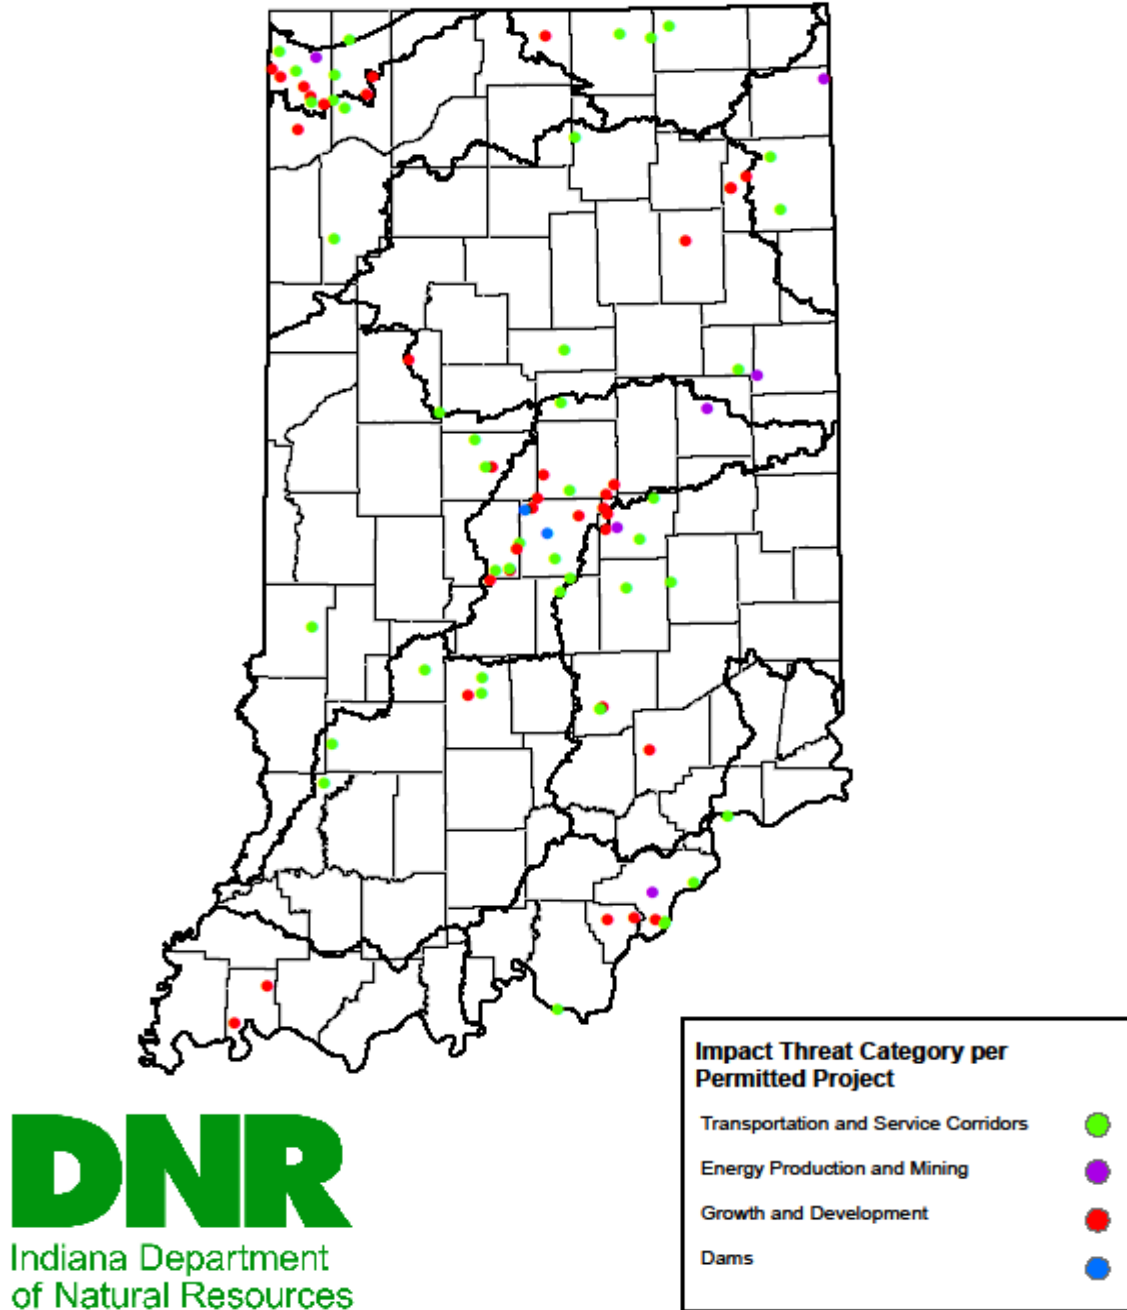 Impact Threat Category per
Permitted Project
Transportation and Service Corridors
Energy Production and Mining
Growth and Development
Dams
DNR
Indiana Department
of Natural Resources